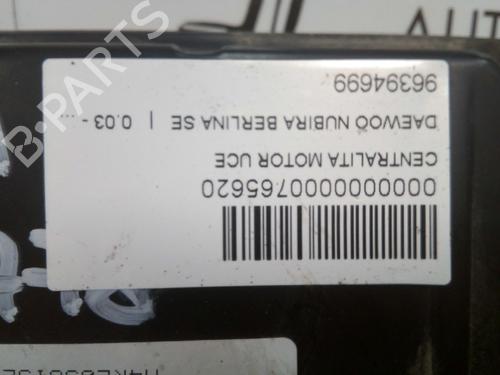 0000000000765620
CENTRALITA MOTOR UCE
DAEWOO NUBIRA BERLINA SE | 0.03 - ...
96394699
B-PARTS